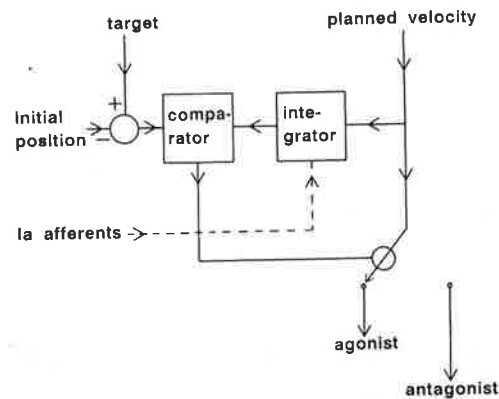 target
planned velocity
+
Initial
position
−
compa-
rator
inte-
grator
Ia afferents
agonist
antagonist